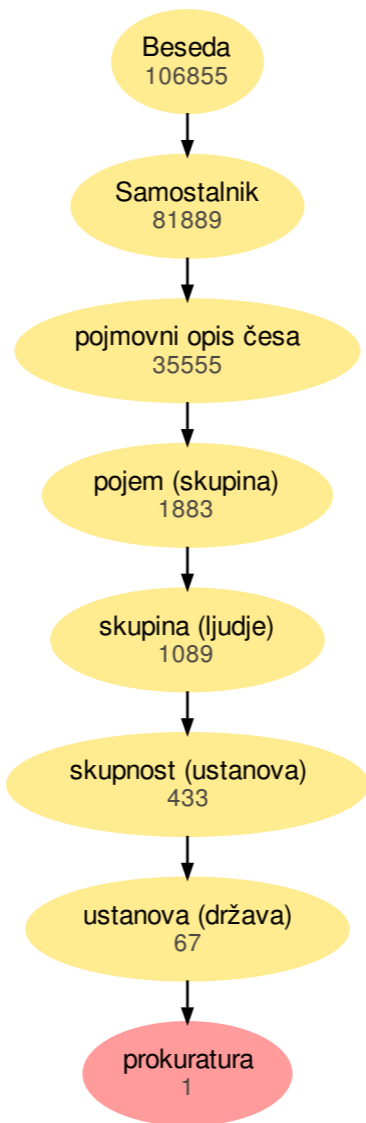 Beseda
106855
Samostalnik
81889
pojmovni opis česa
35555
pojem (skupina)
1883
skupina (ljudje)
1089
skupnost (ustanova)
433
ustanova (država)
67
prokuratura
1